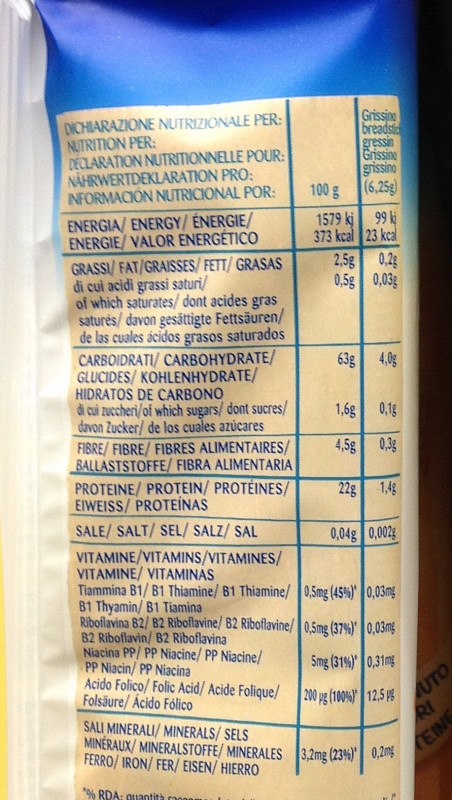 DICHIARAZIONE NUTRIZIONALE PER:
NUTRITION PER:
DÉCLARATION NUTRITIONNELLE POUR:
NÄHRWERTDEKLARATION PRO:
INFORMACIÓN NUTRICIONAL POR:
100 g
Grissino
breadstick
gressin
Grissino
grissino
(6,25g)
ENERGIA/ ENERGY/ ÉNERGIE/
ENERGIE/ VALOR ENERGÉTICO
1579 kj 99 kj
373 kcal 23 kcal
GRASSI/ FAT/GRAISSES/ FETT/ GRASAS 2,5g 0,2g
di cui acidi grassi saturi/ 0,5g 0,03g
of which saturates/ dont acides gras
saturés/ davon gesättigte Fettsäuren/
de las cuales ácidos grasos saturados
CARBOIDRATI/ CARBOHYDRATE/ 63g 4,0g
GLUCIDES/ KOHLENHYDRATE/
HIDRATOS DE CARBONO
di cui zuccheri/of which sugars/ dont sucres/ 1,6g 0,1g
davon Zucker/ de los cuales azúcares
FIBRE/ FIBRE/ FIBRES ALIMENTAIRES/ 4,5g 0,3g
BALLASTSTOFFE/ FIBRA ALIMENTARIA
PROTEINE/ PROTEIN/ PROTÉINES/ 22g 1,4g
EIWEISS/ PROTEÍNAS
SALE/ SALT/ SEL/ SALZ/ SAL 0,04g 0,002g
VITAMINE/VITAMINS/VITAMINES/
VITAMINE/ VITAMINAS
Tiammina B1/ B1 Thiamine/ B1 Thiamine/ 0,5mg (45%)* 0,03mg
B1 Thyamin/ B1 Tiamina
Riboflavina B2/ B2 Riboflavine/ B2 Riboflavine/ 0,5mg (37%)* 0,03mg
B2 Riboflavin/ B2 Riboflavina
Niacina PP/ PP Niacine/ PP Niacine/ 5mg (31%)* 0,31mg
PP Niacin/ PP Niacina
Acido Folico/ Folic Acid/ Acide Folique/ 200 µg (100%)* 12,5 µg
Folsäure/ Ácido Fólico
SALI MINERALI/ MINERALS/ SELS
MINÉRAUX/ MINERALSTOFFE/ MINERALES 3,2mg (23%)* 0,2mg
FERRO/ IRON/ FER/ EISEN/ HIERRO
*% RDA: quantità